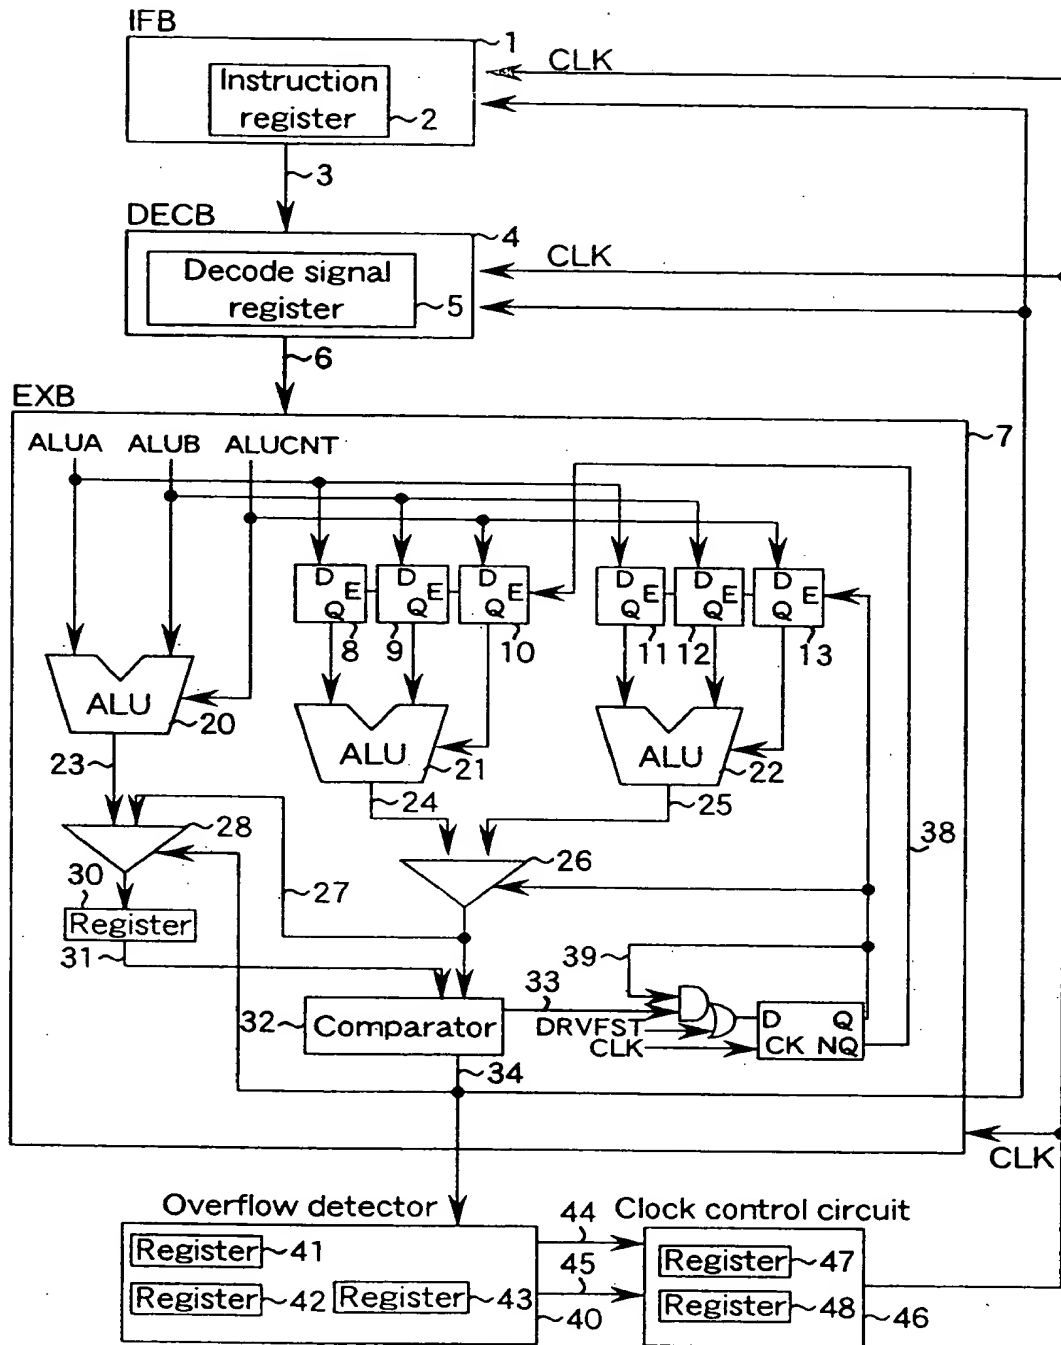 IFB
1
CLK
Instruction
register
2
3
DECB
4
CLK
Decode signal
register
5
6
EXB
7
ALUA ALUB ALUCNT
D E Q
D E Q
D E Q
D E Q
D E Q
D E Q
8 9 10 11 12 13
ALU
20
ALU
21
ALU
22
23
24
25
28
26
38
27
30
Register
31
39
33
32
Comparator
DRVFST
CLK
D Q
CK NQ
34
CLK
Overflow detector
44
Clock control circuit
Register 41
Register 47
45
Register 42
Register 43
Register 48
40
46